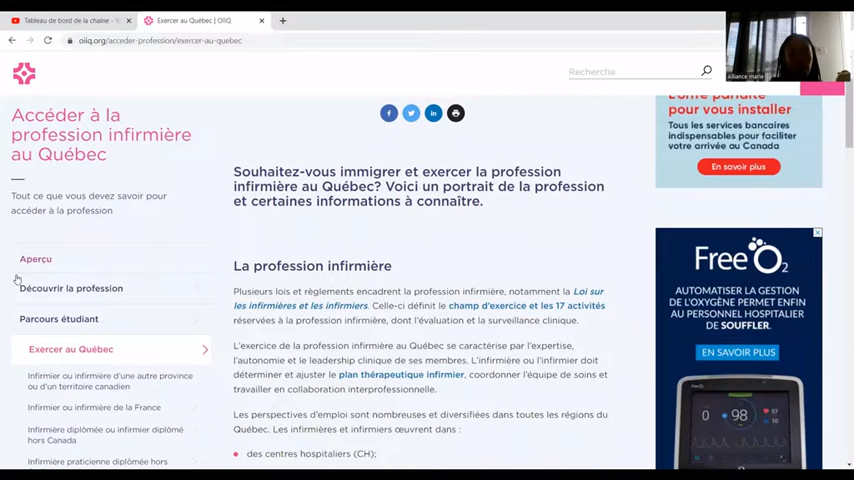 Tableau de bord de la chaîne - 
Exercer au Québec | OIIQ
oiiq.org/acceder-profession/exercer-au-quebec
Alliance marie
Recherche
Accéder à la
profession infirmière
au Québec
Tout ce que vous devez savoir pour
accéder à la profession
Aperçu
Découvrir la profession
Parcours étudiant
Exercer au Québec
Infirmier ou infirmière d'une autre province
ou d'un territoire canadien
Infirmier ou infirmière de la France
Infirmière diplômée ou infirmier diplômé
hors Canada
Infirmière praticienne diplômée hors
Souhaitez-vous immigrer et exercer la profession
infirmière au Québec? Voici un portrait de la profession
et certaines informations à connaître.
La profession infirmière
Plusieurs lois et règlements encadrent la profession infirmière, notamment la Loi sur
les infirmières et les infirmiers. Celle-ci définit le champ d'exercice et les 17 activités
réservées à la profession infirmière, dont l'évaluation et la surveillance clinique.
L'exercice de la profession infirmière au Québec se caractérise par l'expertise,
l'autonomie et le leadership clinique de ses membres. L'infirmière ou l'infirmier doit
déterminer et ajuster le plan thérapeutique infirmier, coordonner l'équipe de soins et
travailler en collaboration interprofessionnelle.
Les perspectives d'emploi sont nombreuses et diversifiées dans toutes les régions du
Québec. Les infirmières et infirmiers œuvrent dans :
des centres hospitaliers (CH);
L'offre parfaite
pour vous installer
Tous les services bancaires
indispensables pour faciliter
votre arrivée au Canada
En savoir plus
FreeO2
AUTOMATISER LA GESTION
DE L'OXYGÈNE PERMET ENFIN
AU PERSONNEL HOSPITALIER
DE SOUFFLER.
EN SAVOIR PLUS
0 98 57
10